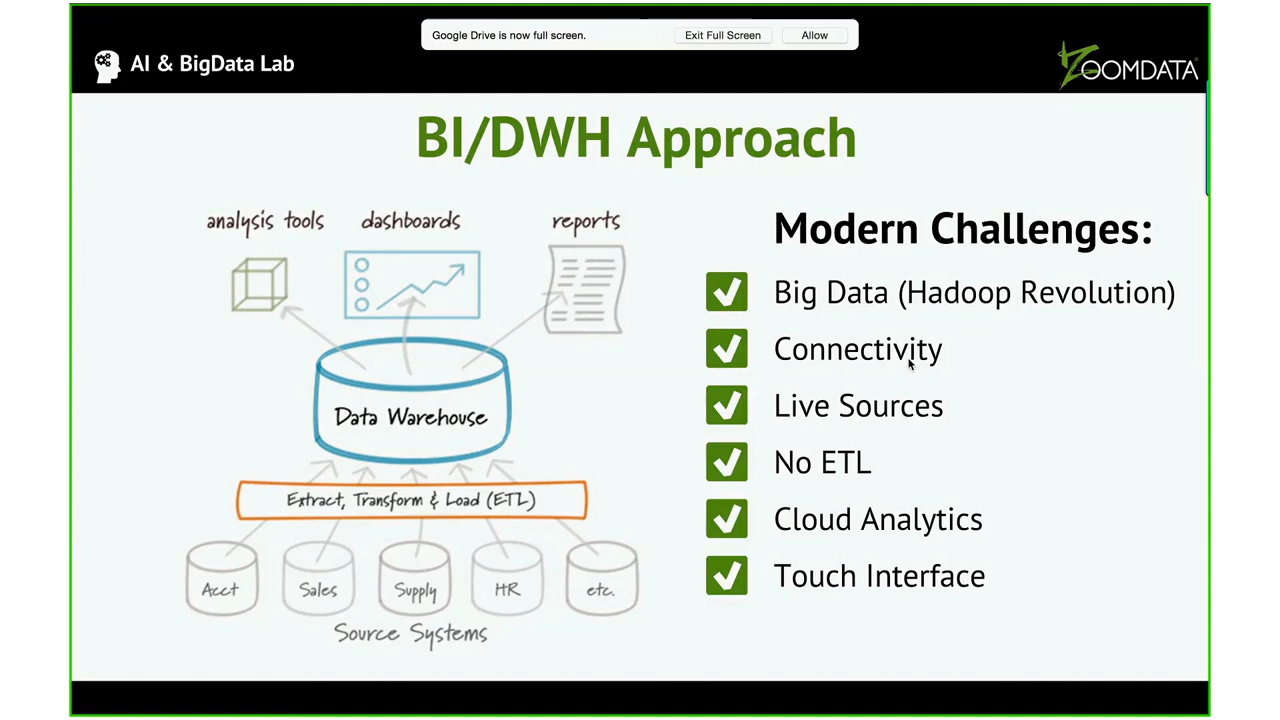 Google Drive is now full screen. Exit Full Screen Allow
AI & BigData Lab
ZOOMDATA
BI/DWH Approach
analysis tools dashboards reports
Data Warehouse
Extract, Transform & Load (ETL)
Acct Sales Supply HR etc.
Source Systems
Modern Challenges:
Big Data (Hadoop Revolution)
Connectivity
Live Sources
No ETL
Cloud Analytics
Touch Interface